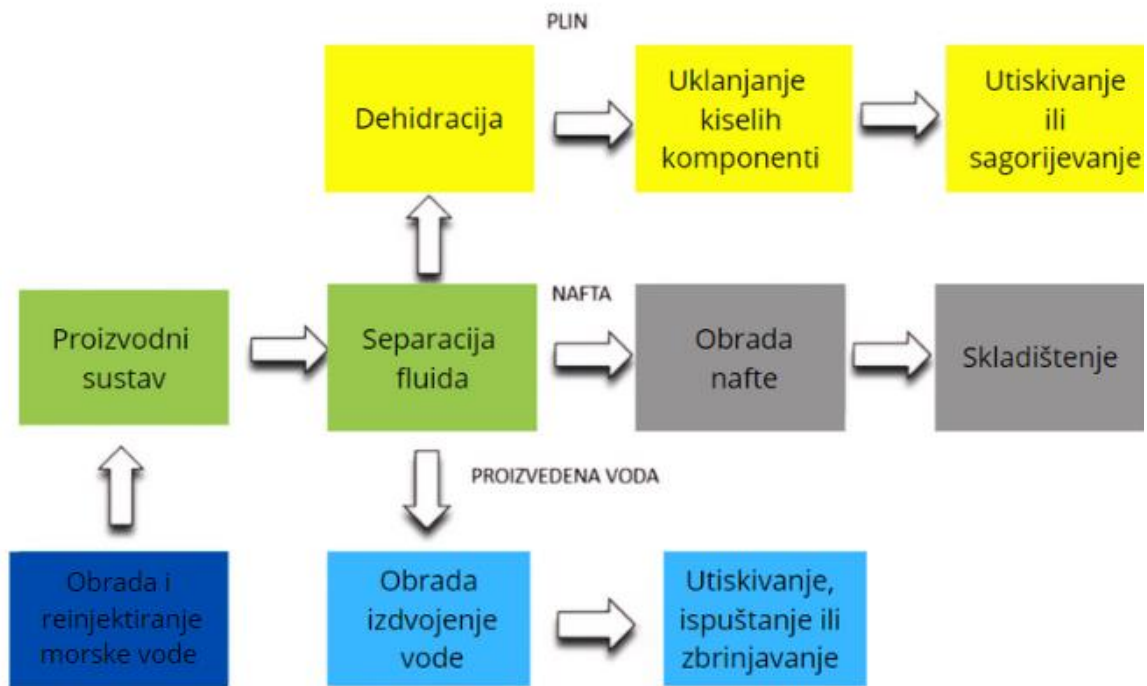 PLIN
Dehidracija
Uklanjanje
kiselih
komponenti
Utiskivanje
ili
sagorijevanje
Proizvodni
sustav
Separacija
fluida
NAFTA
Obrada
nafte
Skladištenje
PROIZVEDENA VODA
Obrada i
reinjektiranje
morske vode
Obrada
izdvojene
vode
Utiskivanje,
ispuštanje ili
zbrinjavanje